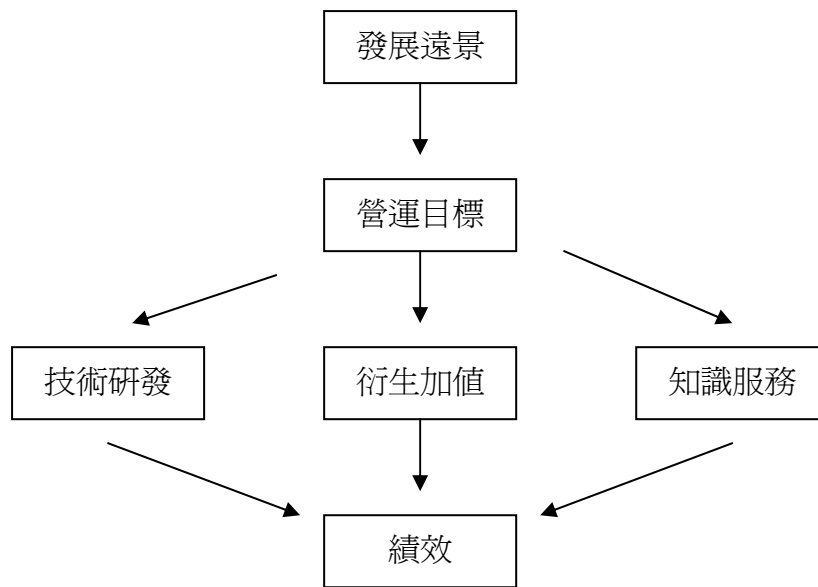 發展遠景
營運目標
技術研發
衍生加值
知識服務
績效